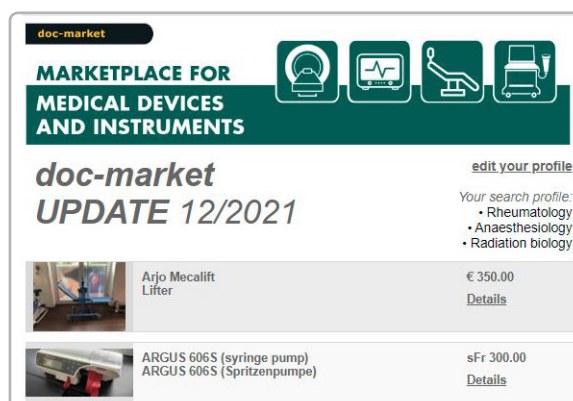 doc-market
MARKETPLACE FOR
MEDICAL DEVICES
AND INSTRUMENTS
doc-market
UPDATE 12/2021
edit your profile
Your search profile:
• Rheumatology
• Anaesthesiology
• Radiation biology
Arjo Mecalift
Lifter
€ 350.00
Details
ARGUS 606S (syringe pump)
ARGUS 606S (Spritzenpumpe)
sFr 300.00
Details